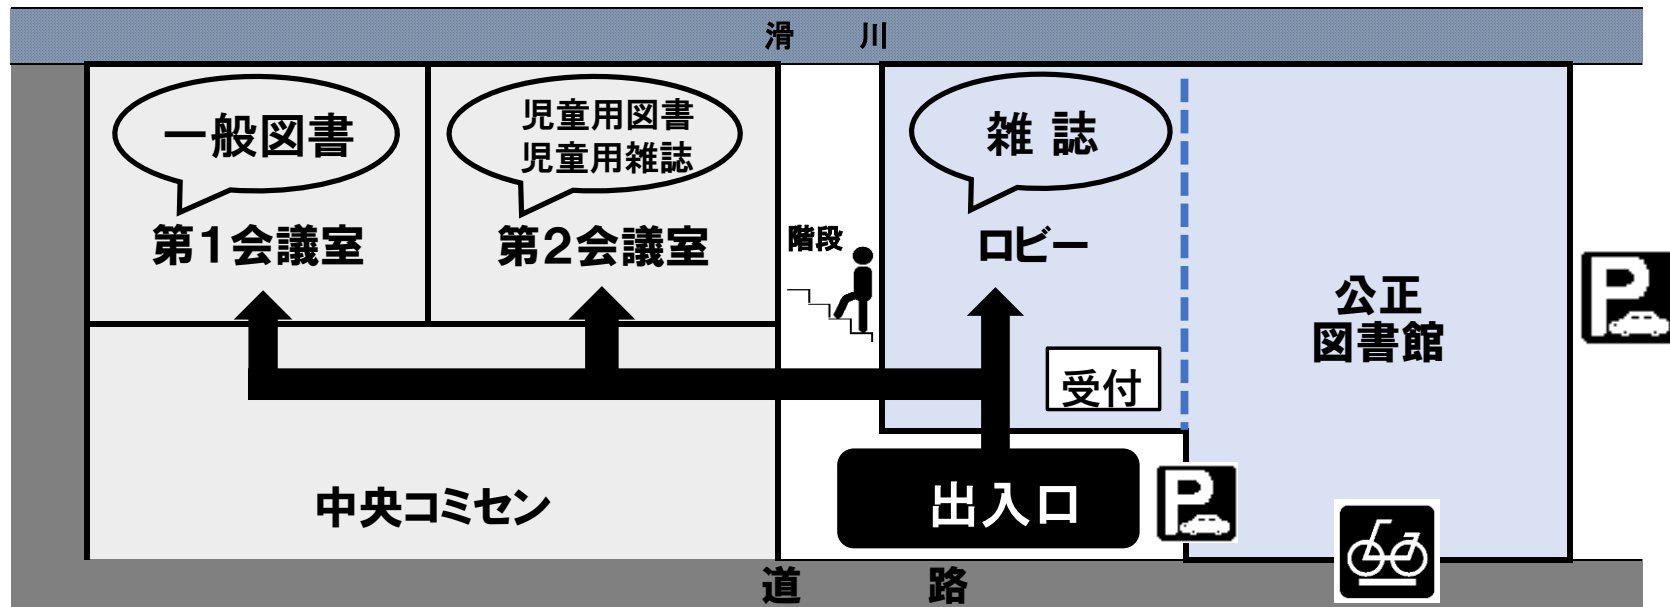 滑　川
一般図書
第１会議室
児童用図書
児童用雑誌
第２会議室
階段
雑 誌
ロビー
受付
公正
図書館
P
中央コミセン
出入口
P
道　路